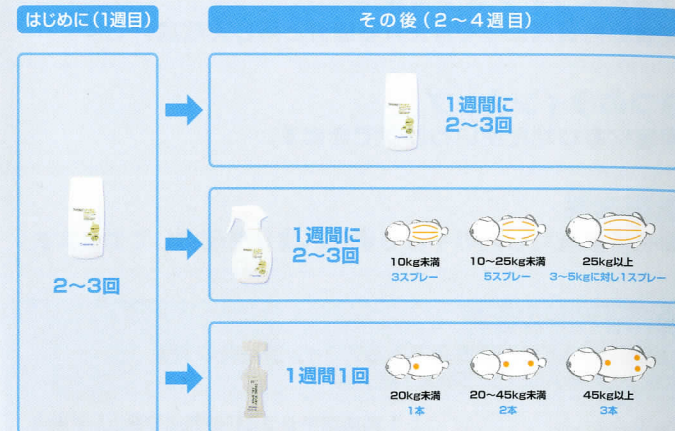 はじめに（1週目）
その後（2～4週目）
1週間に
2～3回
2～3回
1週間に
2～3回
10kg未満
3スプレー
10～25kg未満
5スプレー
25kg以上
3～5kgに対し1スプレー
1週間1回
20kg未満
1本
20～45kg未満
2本
45kg以上
3本